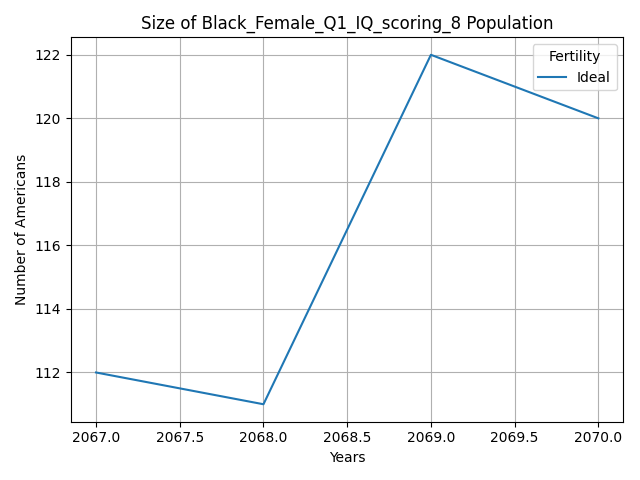 Size of Black_Female_Q1_IQ_scoring_8 Population
Fertility
Ideal
Number of Americans
122
120
118
116
114
112
2067.0 2067.5 2068.0 2068.5 2069.0 2069.5 2070.0
Years